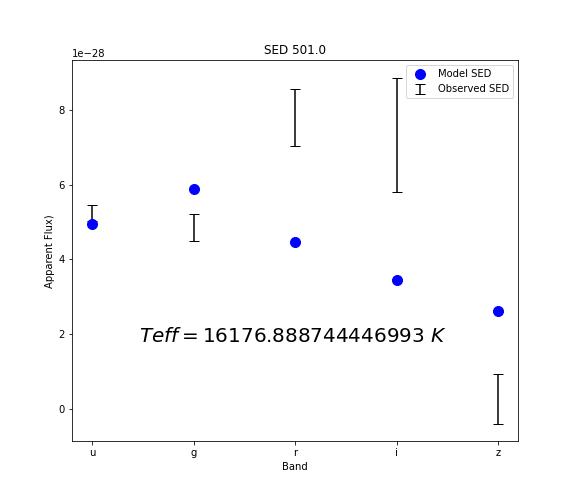 SED 501.0
1e−28
Model SED
Observed SED
8
6
4
2
0
Apparent Flux)
Teff = 16176.888744446993 K
u g r i z
Band